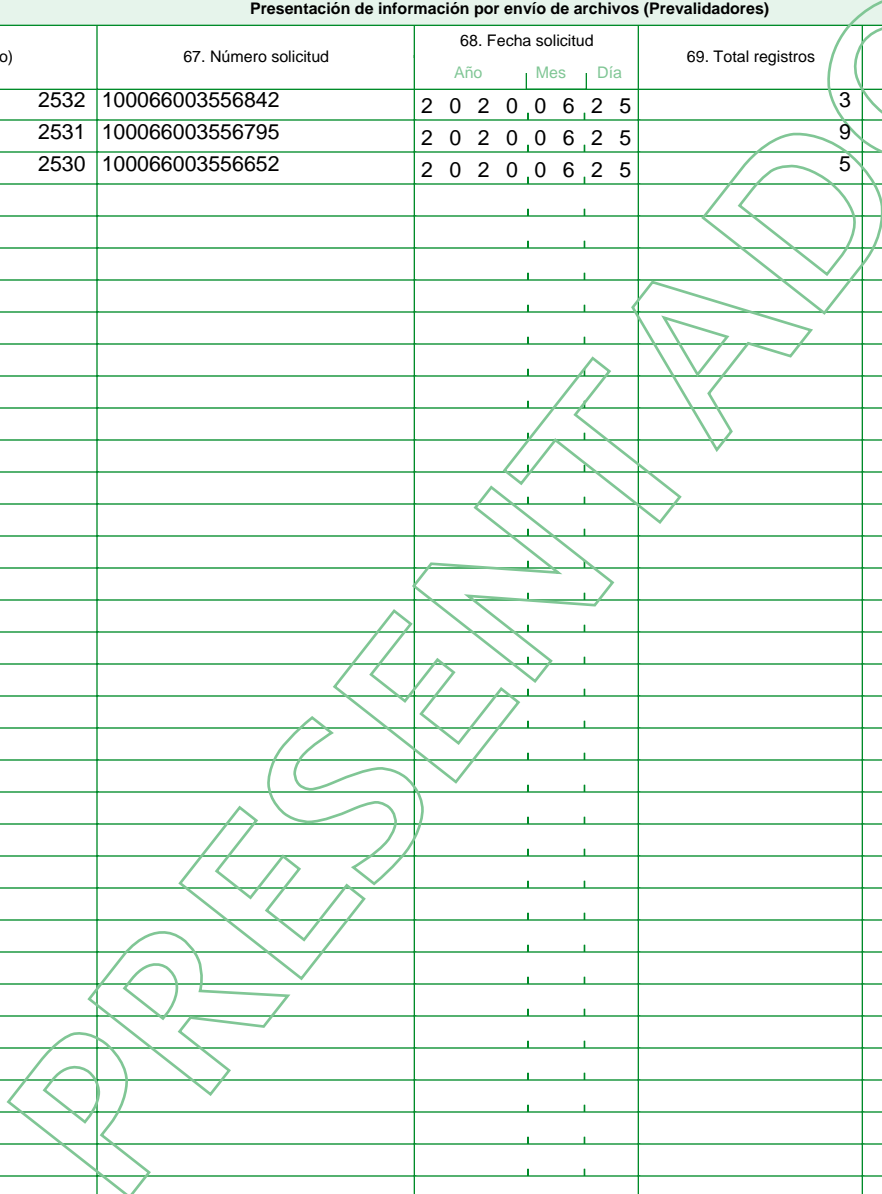 Presentación de información por envío de archivos (Prevalidadores)
o) 67. Número solicitud 68. Fecha solicitud 69. Total registros
Año Mes Día
2532 100066003556842 2 0 2 0 0 6 2 5 3
2531 100066003556795 2 0 2 0 0 6 2 5 9
2530 100066003556652 2 0 2 0 0 6 2 5 5
PRESENTADO